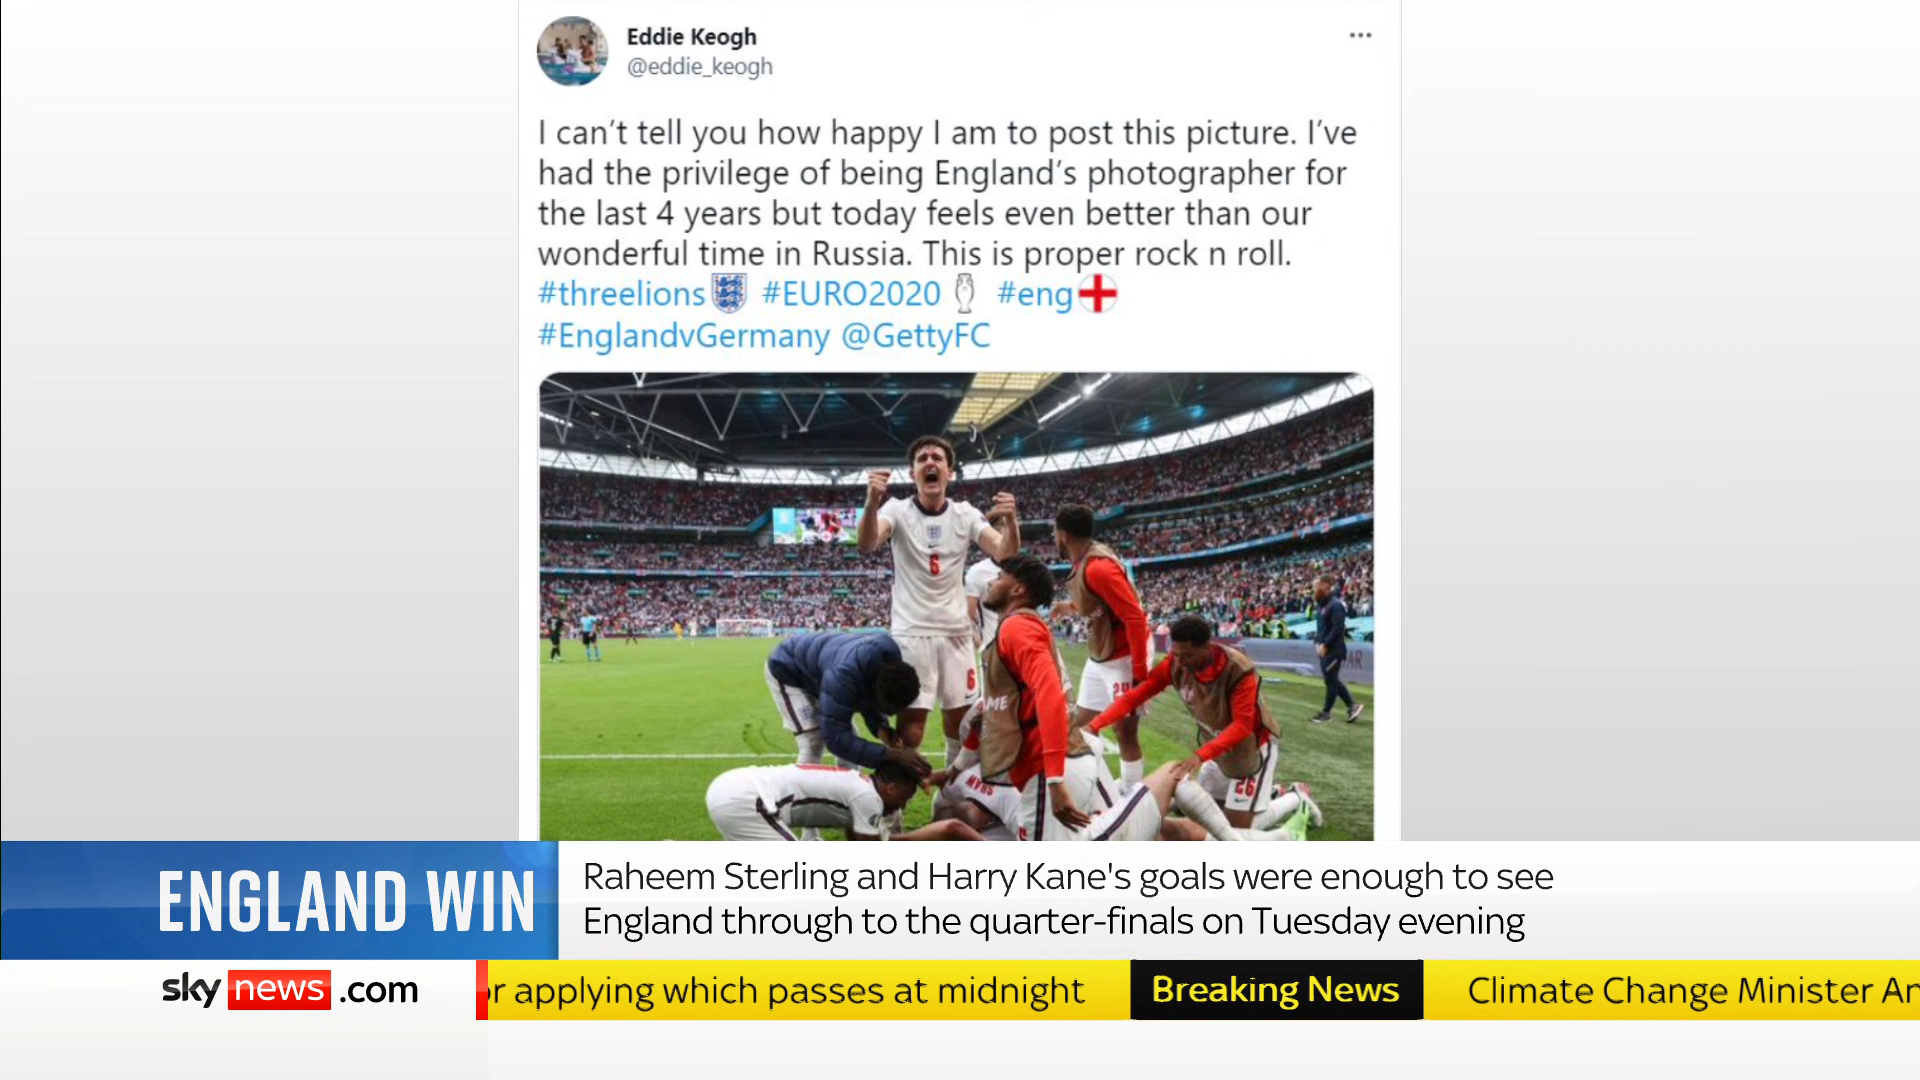 Eddie Keogh
@eddie_keogh
I can't tell you how happy I am to post this picture. I've
had the privilege of being England's photographer for
the last 4 years but today feels even better than our
wonderful time in Russia. This is proper rock n roll.
#threelions #EURO2020 #eng
#EnglandvGermany @GettyFC
6
6
24
26
ENGLAND WIN
Raheem Sterling and Harry Kane's goals were enough to see
England through to the quarter-finals on Tuesday evening
sky news .com
r applying which passes at midnight
Breaking News
Climate Change Minister An